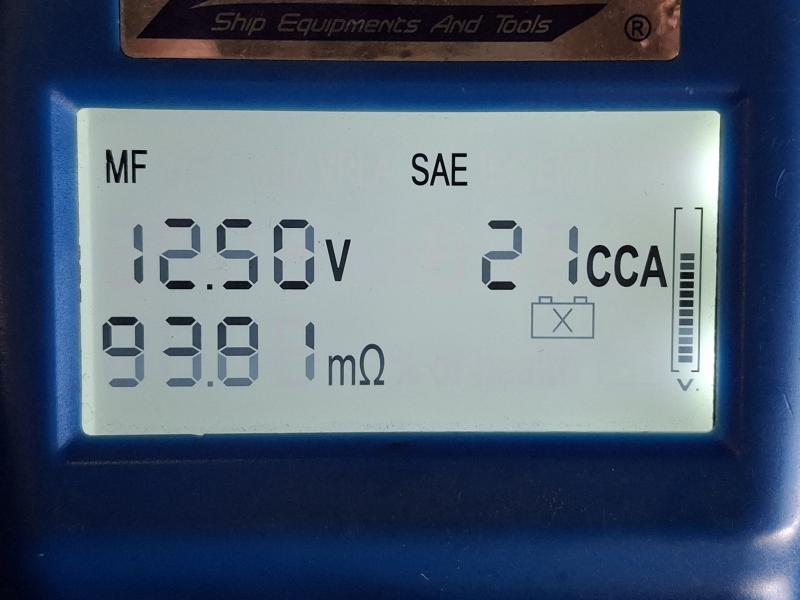 Ship Equipments And Tools ®
MF SAE
12.50V 21CCA
93.81mΩ
V.